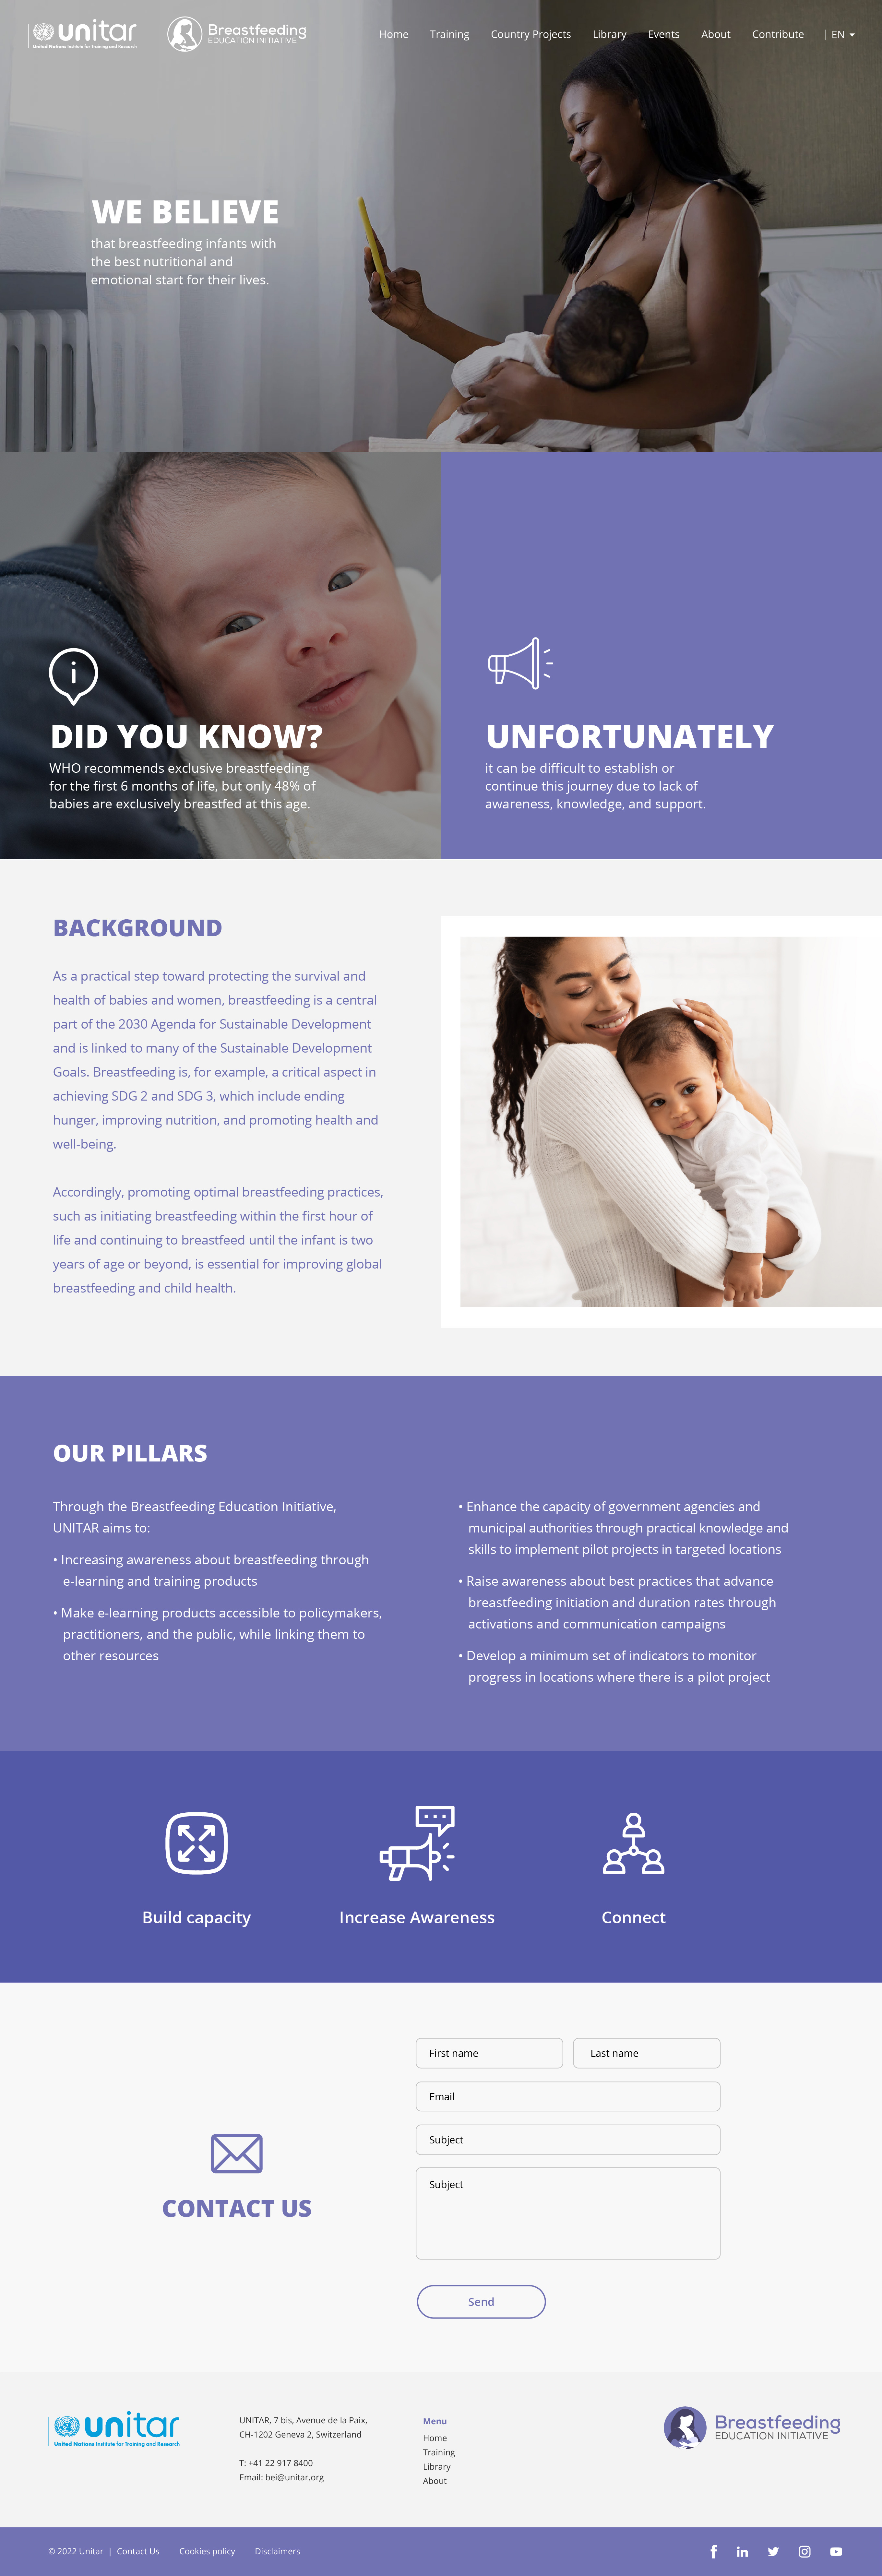 unitar
United Nations Institute for Training and Research
Breastfeeding
EDUCATION INITIATIVE
Home Training Country Projects Library Events About Contribute | EN
WE BELIEVE
that breastfeeding infants with
the best nutritional and
emotional start for their lives.
i
DID YOU KNOW?
WHO recommends exclusive breastfeeding
for the first 6 months of life, but only 48% of
babies are exclusively breastfed at this age.
UNFORTUNATELY
it can be difficult to establish or
continue this journey due to lack of
awareness, knowledge, and support.
BACKGROUND
As a practical step toward protecting the survival and
health of babies and women, breastfeeding is a central
part of the 2030 Agenda for Sustainable Development
and is linked to many of the Sustainable Development
Goals. Breastfeeding is, for example, a critical aspect in
achieving SDG 2 and SDG 3, which include ending
hunger, improving nutrition, and promoting health and
well-being.
Accordingly, promoting optimal breastfeeding practices,
such as initiating breastfeeding within the first hour of
life and continuing to breastfeed until the infant is two
years of age or beyond, is essential for improving global
breastfeeding and child health.
OUR PILLARS
Through the Breastfeeding Education Initiative,
UNITAR aims to:
• Increasing awareness about breastfeeding through
e-learning and training products
• Make e-learning products accessible to policymakers,
practitioners, and the public, while linking them to
other resources
• Enhance the capacity of government agencies and
municipal authorities through practical knowledge and
skills to implement pilot projects in targeted locations
• Raise awareness about best practices that advance
breastfeeding initiation and duration rates through
activations and communication campaigns
• Develop a minimum set of indicators to monitor
progress in locations where there is a pilot project
Build capacity
Increase Awareness
Connect
CONTACT US
First name
Last name
Email
Subject
Subject
Send
unitar
United Nations Institute for Training and Research
UNITAR, 7 bis, Avenue de la Paix,
CH-1202 Geneva 2, Switzerland
T: +41 22 917 8400
Email: bei@unitar.org
Menu
Home
Training
Library
About
Breastfeeding
EDUCATION INITIATIVE
© 2022 Unitar | Contact Us Cookies policy Disclaimers